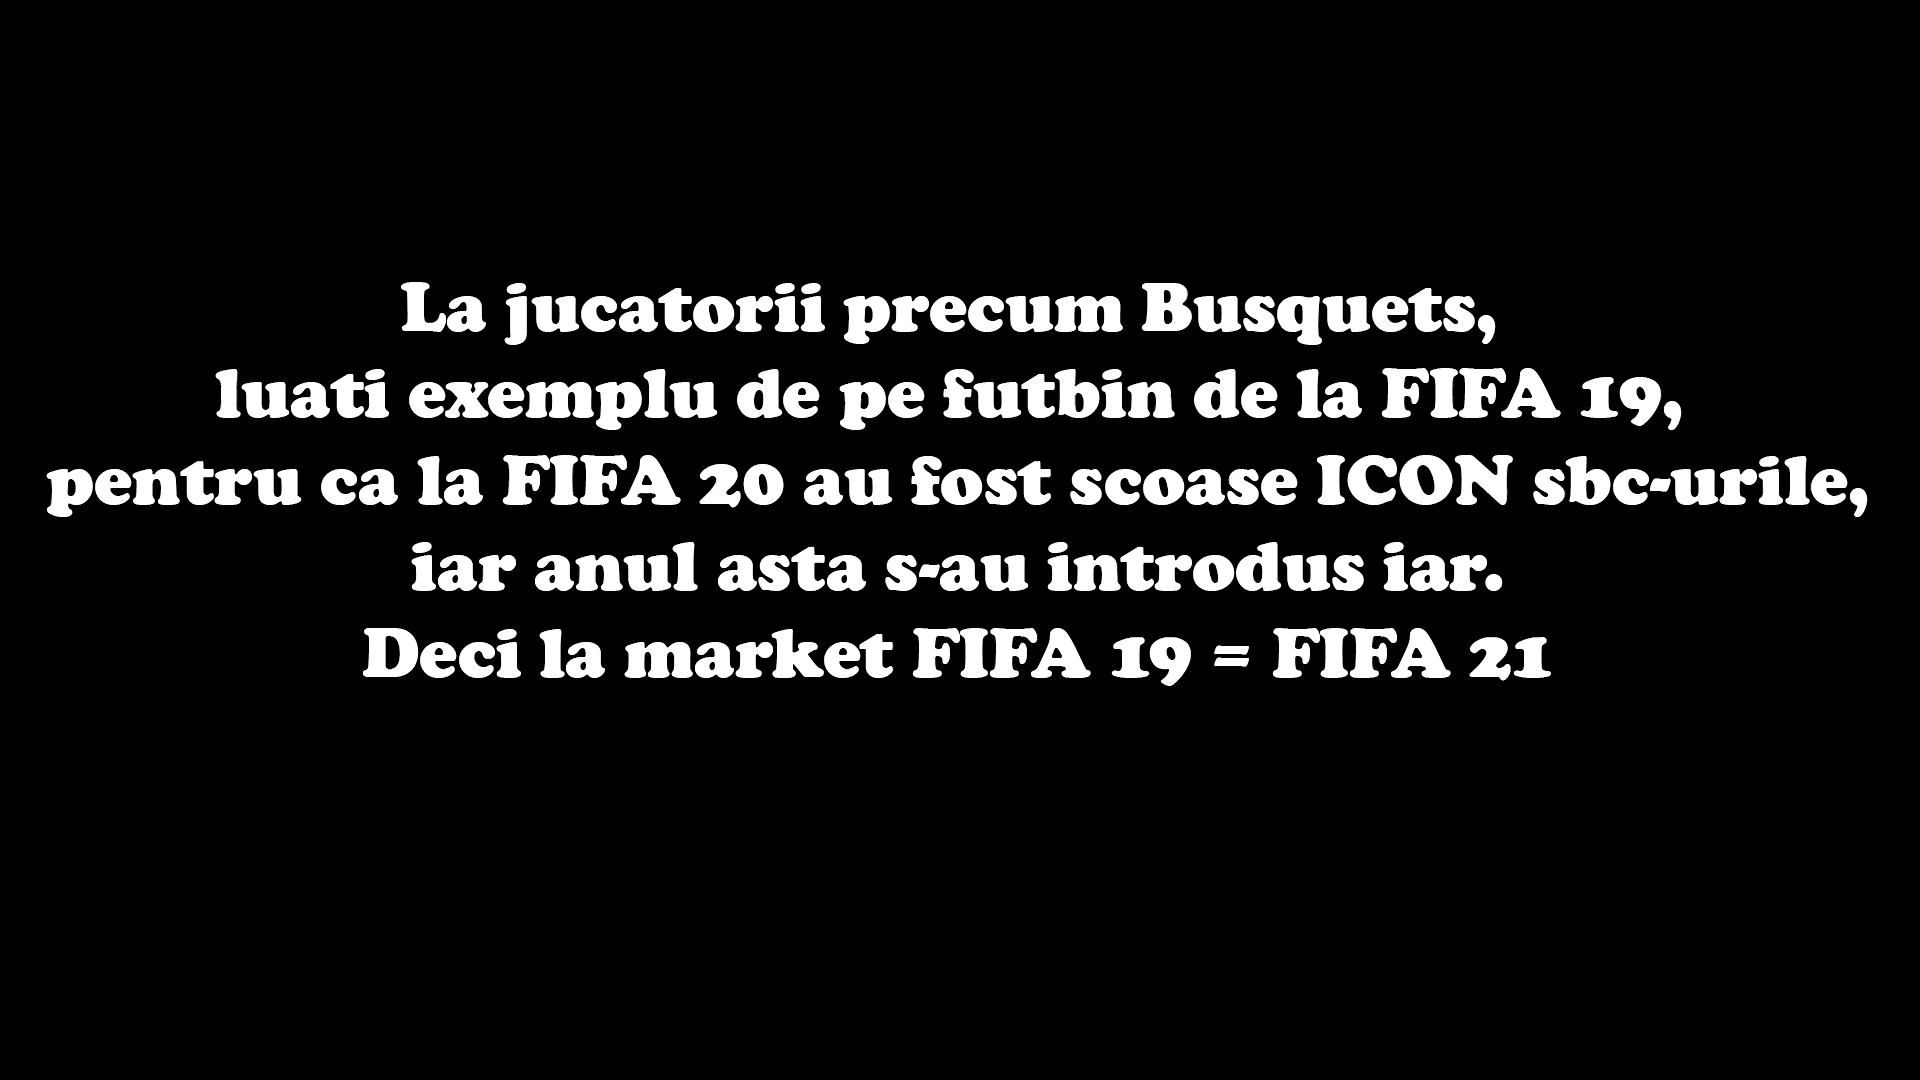 La jucatorii precum Busquets,
luati exemplu de pe futbin de la FIFA 19,
pentru ca la FIFA 20 au fost scoase ICON sbc-urile,
iar anul asta s-au introdus iar.
Deci la market FIFA 19 = FIFA 21